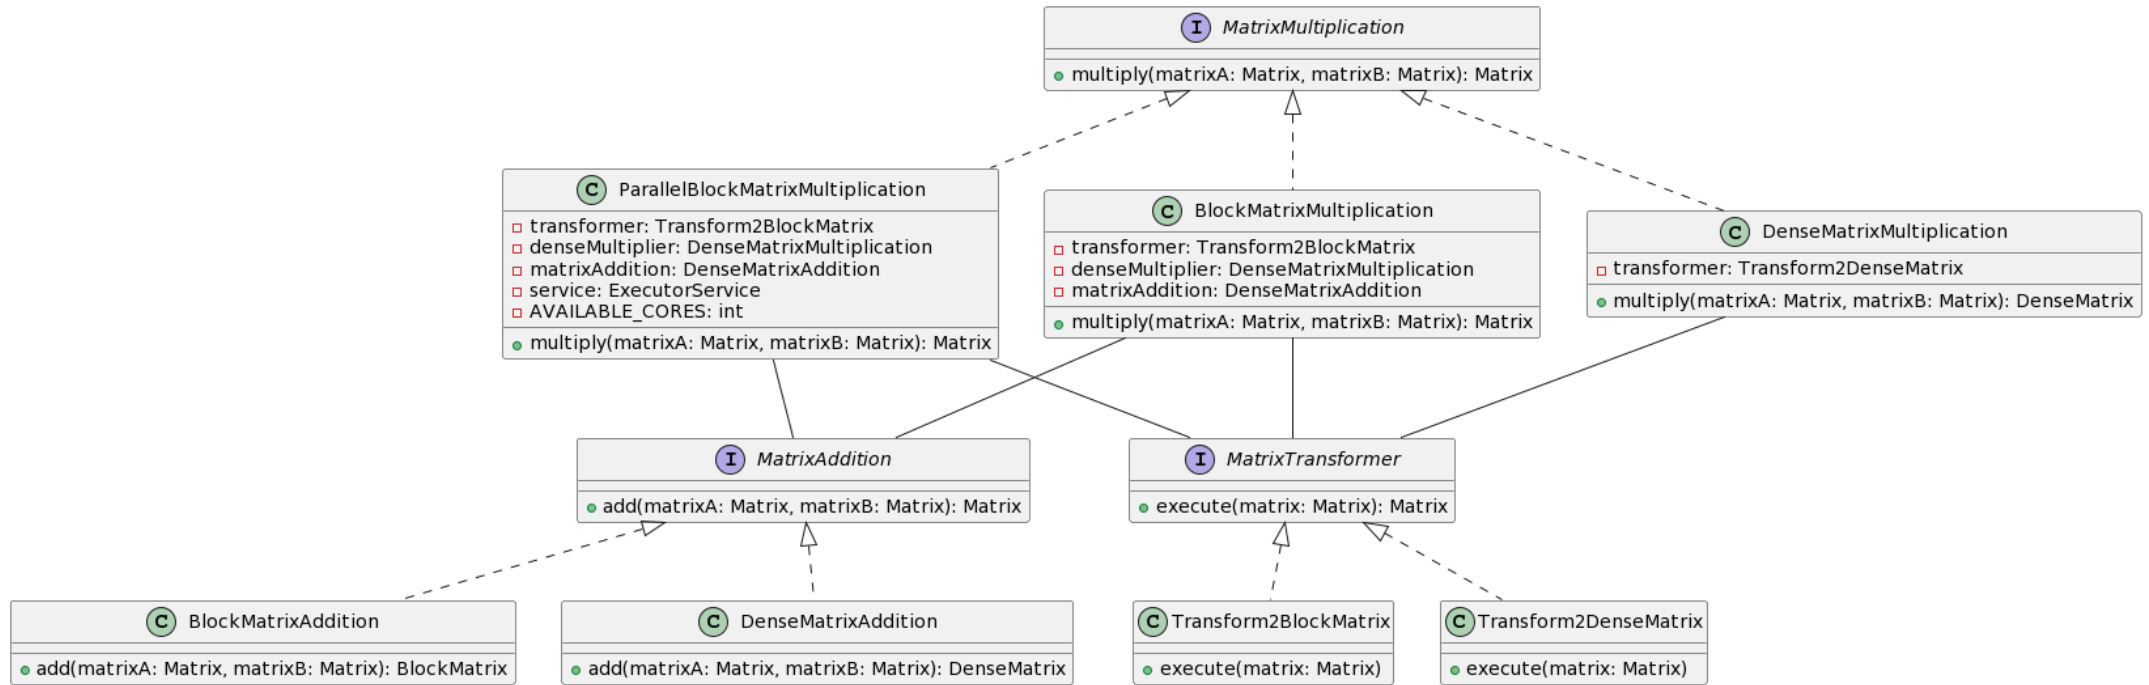 I MatrixMultiplication
multiply(matrixA: Matrix, matrixB: Matrix): Matrix
C ParallelBlockMatrixMultiplication
transformer: Transform2BlockMatrix
denseMultiplier: DenseMatrixMultiplication
matrixAddition: DenseMatrixAddition
service: ExecutorService
AVAILABLE_CORES: int
multiply(matrixA: Matrix, matrixB: Matrix): Matrix
C BlockMatrixMultiplication
transformer: Transform2BlockMatrix
denseMultiplier: DenseMatrixMultiplication
matrixAddition: DenseMatrixAddition
multiply(matrixA: Matrix, matrixB: Matrix): Matrix
C DenseMatrixMultiplication
transformer: Transform2DenseMatrix
multiply(matrixA: Matrix, matrixB: Matrix): DenseMatrix
I MatrixAddition
add(matrixA: Matrix, matrixB: Matrix): Matrix
I MatrixTransformer
execute(matrix: Matrix): Matrix
C BlockMatrixAddition
add(matrixA: Matrix, matrixB: Matrix): BlockMatrix
C DenseMatrixAddition
add(matrixA: Matrix, matrixB: Matrix): DenseMatrix
C Transform2BlockMatrix
execute(matrix: Matrix)
C Transform2DenseMatrix
execute(matrix: Matrix)